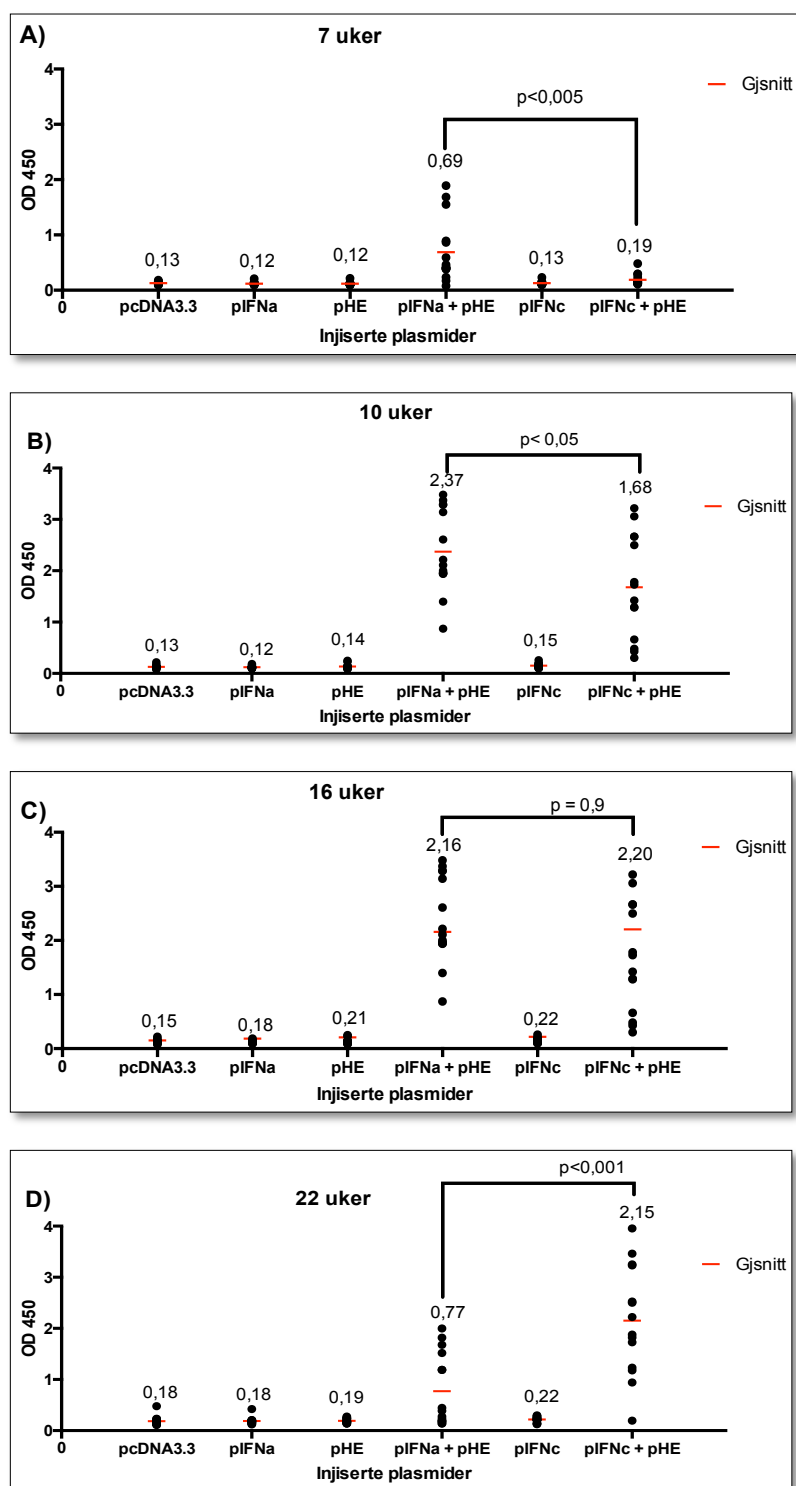 A)
7 uker
Gjsnitt
p<0,005
OD 450
4
3
2
1
0
0,13
0,12
0,12
0,69
0,13
0,19
0 pcDNA3.3 pIFNa pHE pIFNa + pHE pIFNc pIFNc + pHE
Injiserte plasmider
10 uker
B)
p< 0,05
Gjsnitt
OD 450
4
3
2
1
0
0,13
0,12
0,14
2,37
0,15
1,68
0 pcDNA3.3 pIFNa pHE pIFNa + pHE pIFNc pIFNc + pHE
Injiserte plasmider
16 uker
C)
p = 0,9
Gjsnitt
OD 450
4
3
2
1
0
0,15
0,18
0,21
2,16
0,22
2,20
0 pcDNA3.3 pIFNa pHE pIFNa + pHE pIFNc pIFNc + pHE
Injiserte plasmider
D)
22 uker
p<0,001
Gjsnitt
OD 450
4
3
2
1
0
0,18
0,18
0,19
0,77
0,22
2,15
0 pcDNA3.3 pIFNa pHE pIFNa + pHE pIFNc pIFNc + pHE
Injiserte plasmider